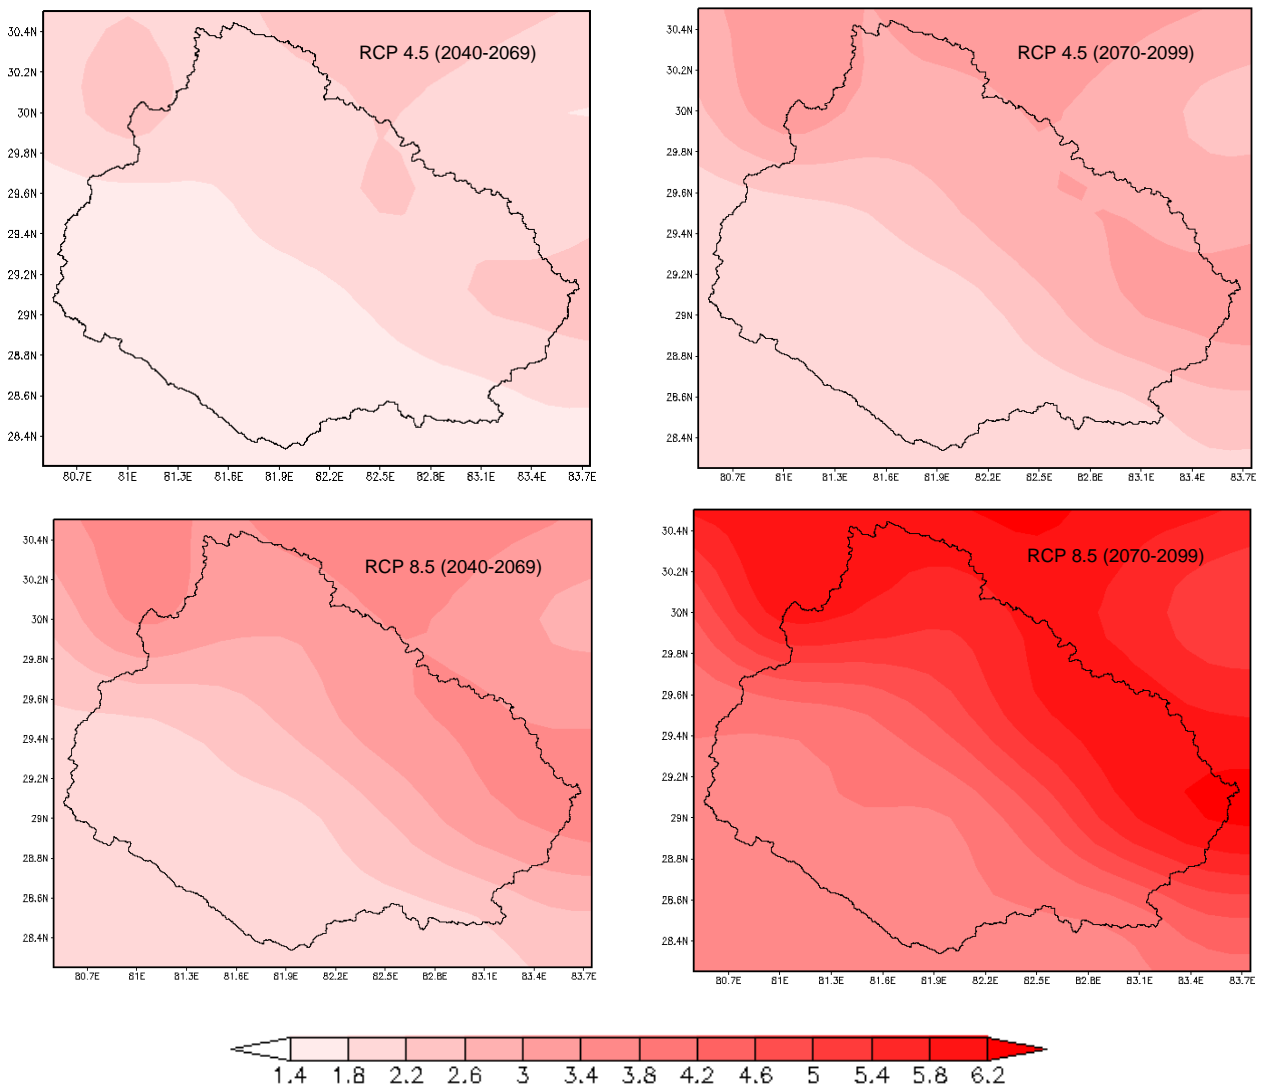 RCP 4.5 (2040-2069)
30.4N
30.2N
30N
29.8N
29.6N
29.4N
29.2N
29N
28.8N
28.6N
28.4N
80.7E 81E 81.3E 81.6E 81.9E 82.2E 82.5E 82.8E 83.1E 83.4E 83.7E
RCP 4.5 (2070-2099)
30.4N
30.2N
30N
29.8N
29.6N
29.4N
29.2N
29N
28.8N
28.6N
28.4N
80.7E 81E 81.3E 81.6E 81.9E 82.2E 82.5E 82.8E 83.1E 83.4E 83.7E
RCP 8.5 (2040-2069)
30.4N
30.2N
30N
29.8N
29.6N
29.4N
29.2N
29N
28.8N
28.6N
28.4N
80.7E 81E 81.3E 81.6E 81.9E 82.2E 82.5E 82.8E 83.1E 83.4E 83.7E
RCP 8.5 (2070-2099)
30.4N
30.2N
30N
29.8N
29.6N
29.4N
29.2N
29N
28.8N
28.6N
28.4N
80.7E 81E 81.3E 81.6E 81.9E 82.2E 82.5E 82.8E 83.1E 83.4E 83.7E
1.4 1.8 2.2 2.6 3 3.4 3.8 4.2 4.6 5 5.4 5.8 6.2